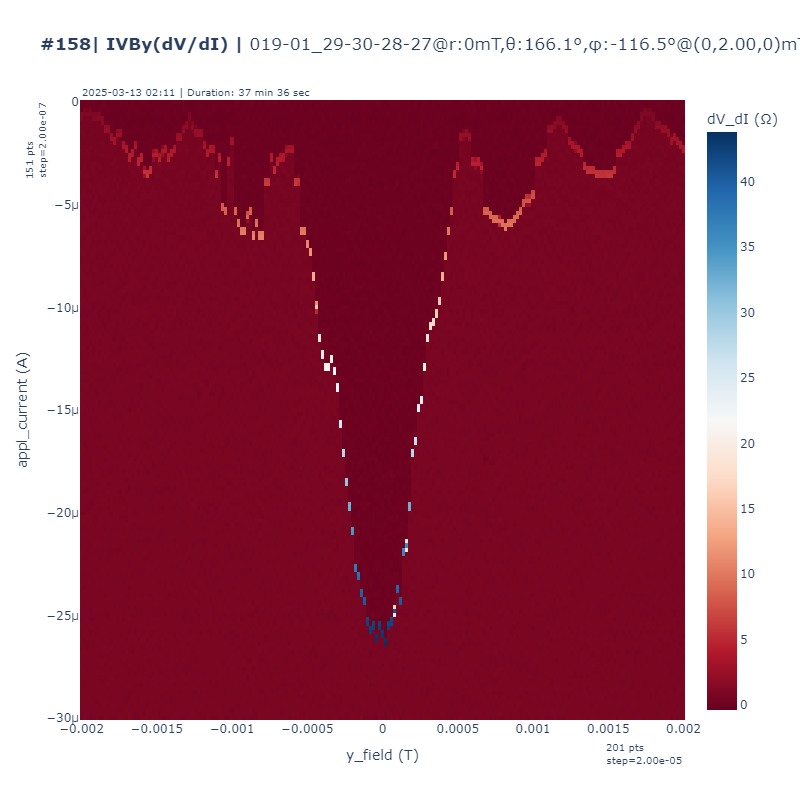 #158| IVBy(dV/dI) | 019-01_29-30-28-27@r:0mT,θ:166.1°,φ:-116.5°@(0,2.00,0)mT
2025-03-13 02:11 | Duration: 37 min 36 sec
151 pts
step=2.00e-07
appl_current (A)
0
−5μ
−10μ
−15μ
−20μ
−25μ
−30μ
−0.002
−0.0015
−0.001
−0.0005
0
0.0005
0.001
0.0015
0.002
y_field (T)
201 pts
step=2.00e-05
dV_dI (Ω)
40
35
30
25
20
15
10
5
0